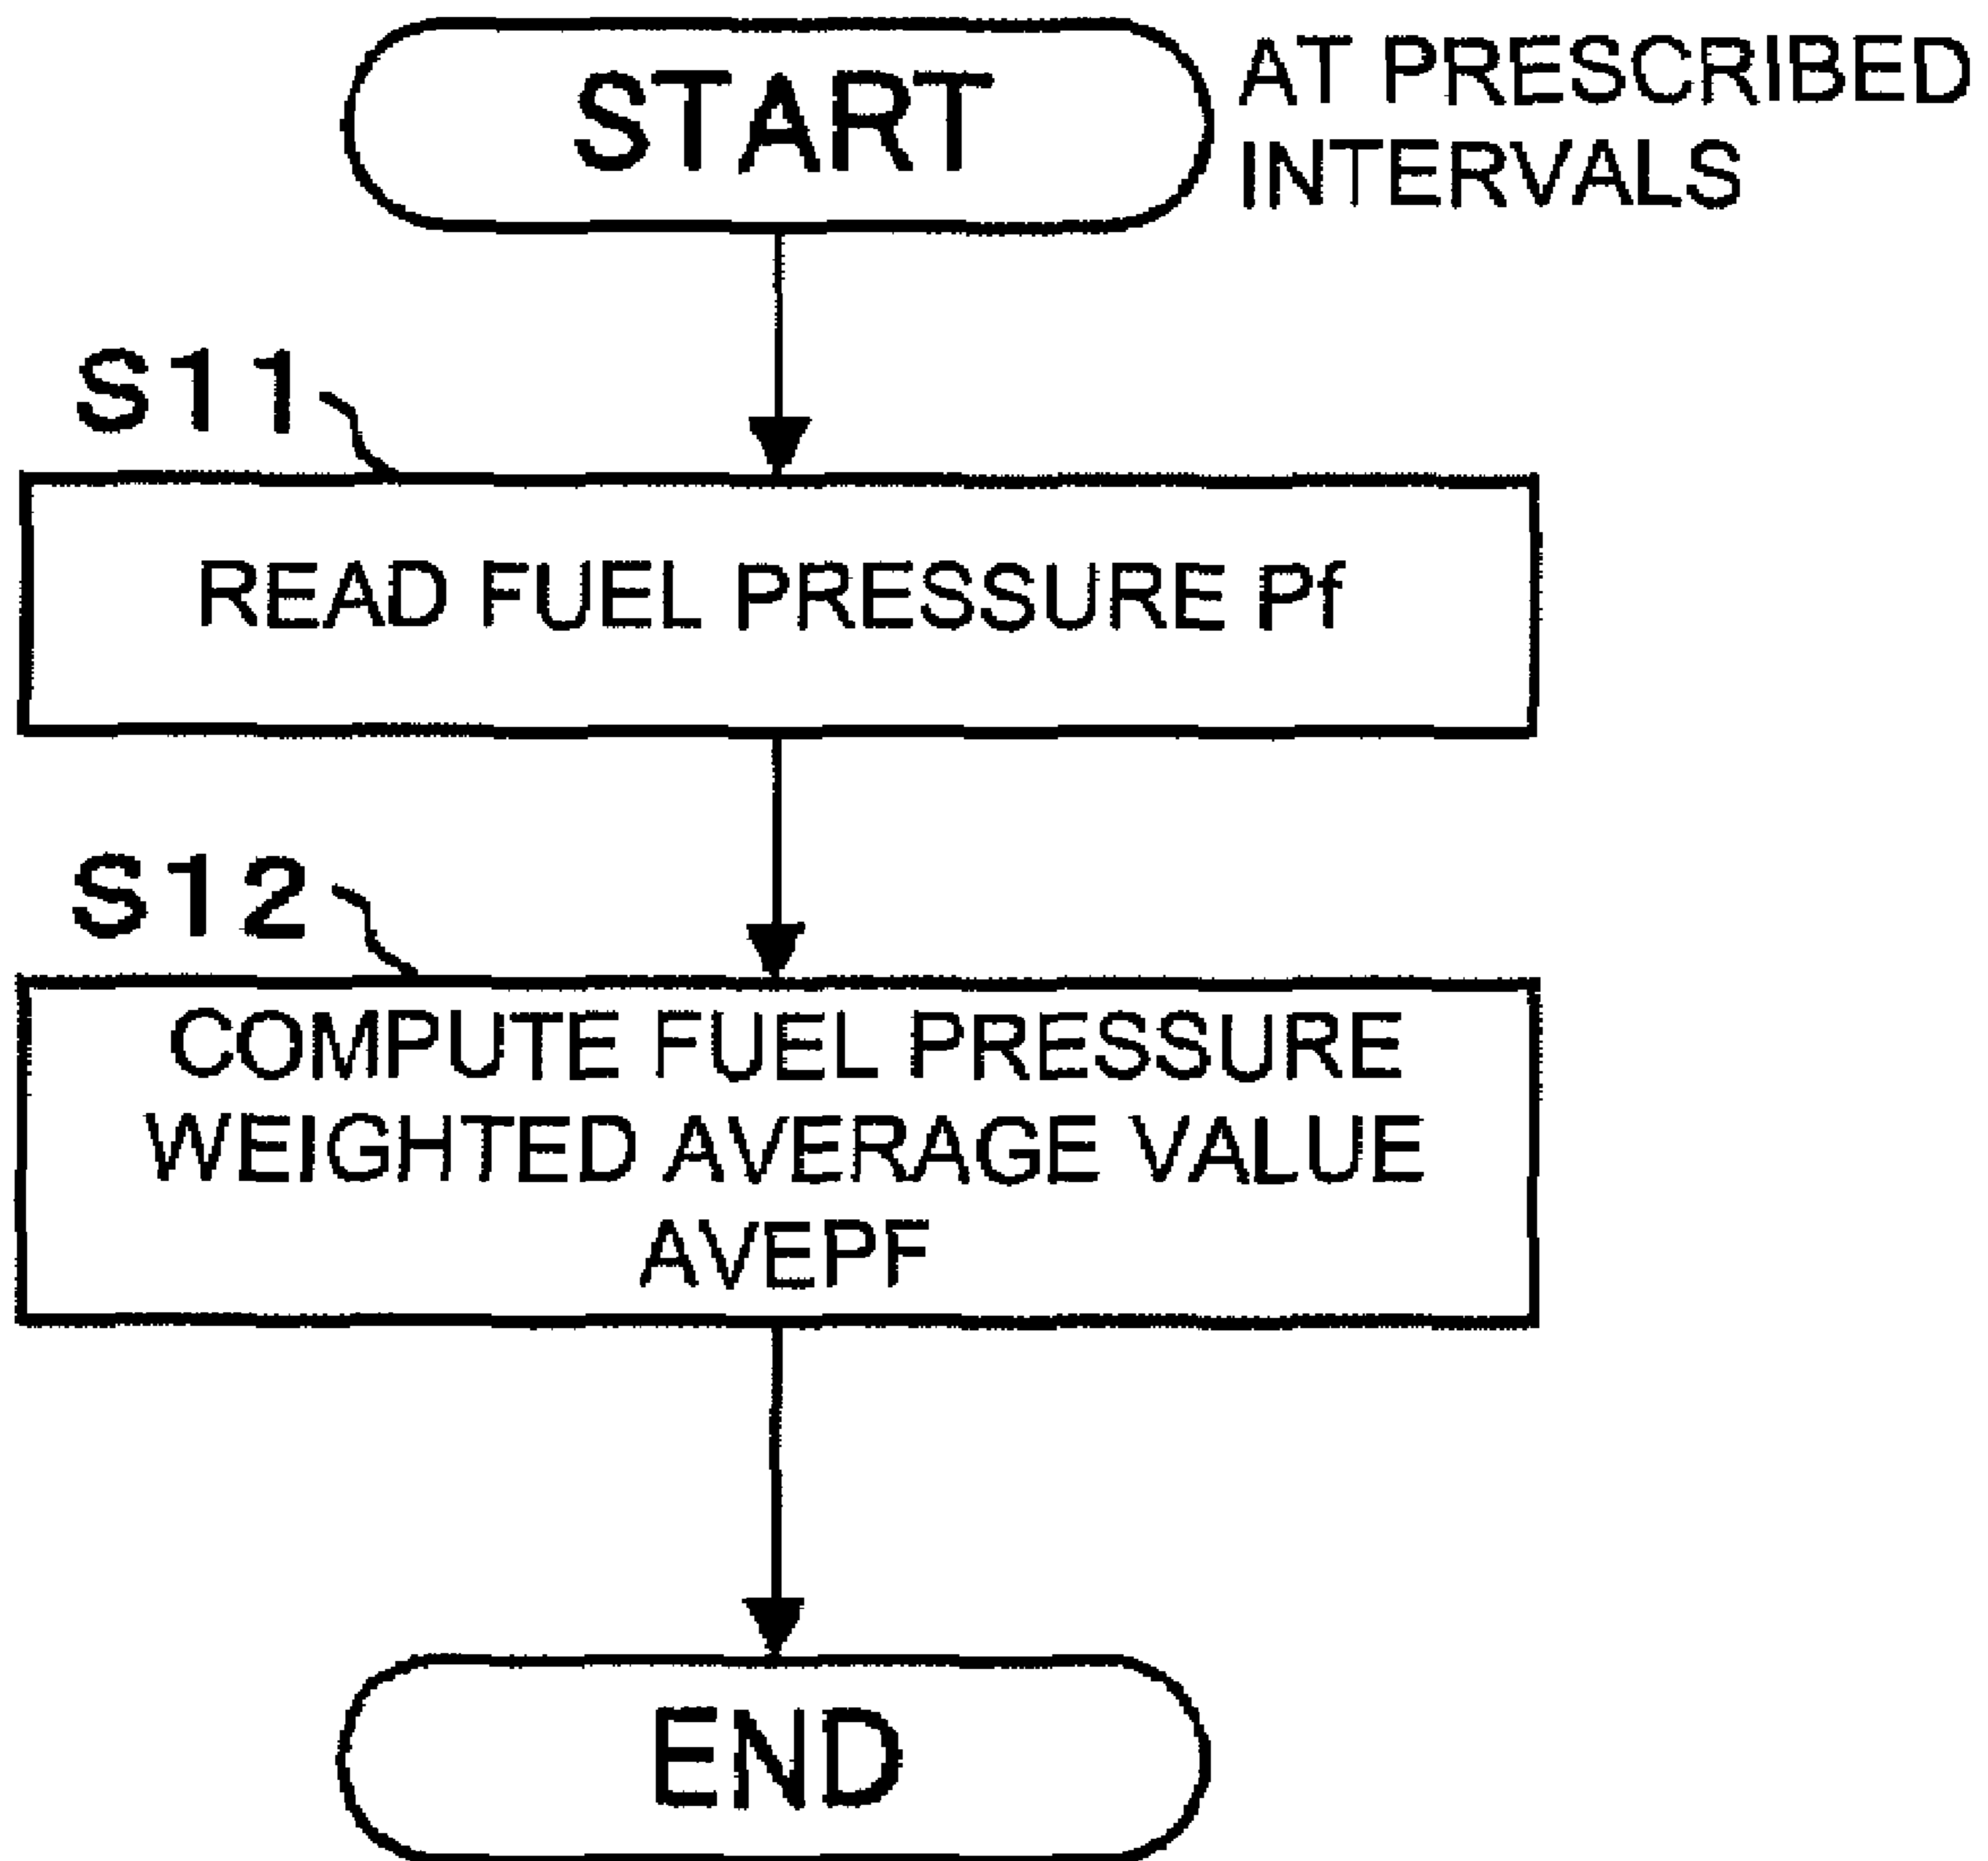 START
AT PRESCRIBED
INTERVALS
S11
READ FUEL PRESSURE Pf
S12
COMPUTE FUEL PRESSURE
WEIGHTED AVERAGE VALUE
AVEPF
END